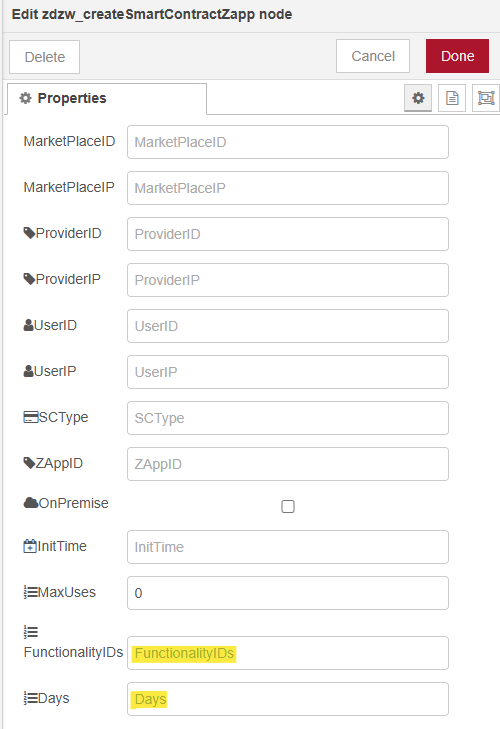 Edit zdzw_createSmartContractZapp node
Delete
Cancel
Done
Properties
MarketPlaceID
MarketPlaceID
MarketPlaceIP
MarketPlaceIP
ProviderID
ProviderID
ProviderIP
ProviderIP
UserID
UserID
UserIP
UserIP
SCType
SCType
ZAppID
ZAppID
OnPremise
InitTime
InitTime
MaxUses
0
FunctionalityIDs
FunctionalityIDs
Days
Days